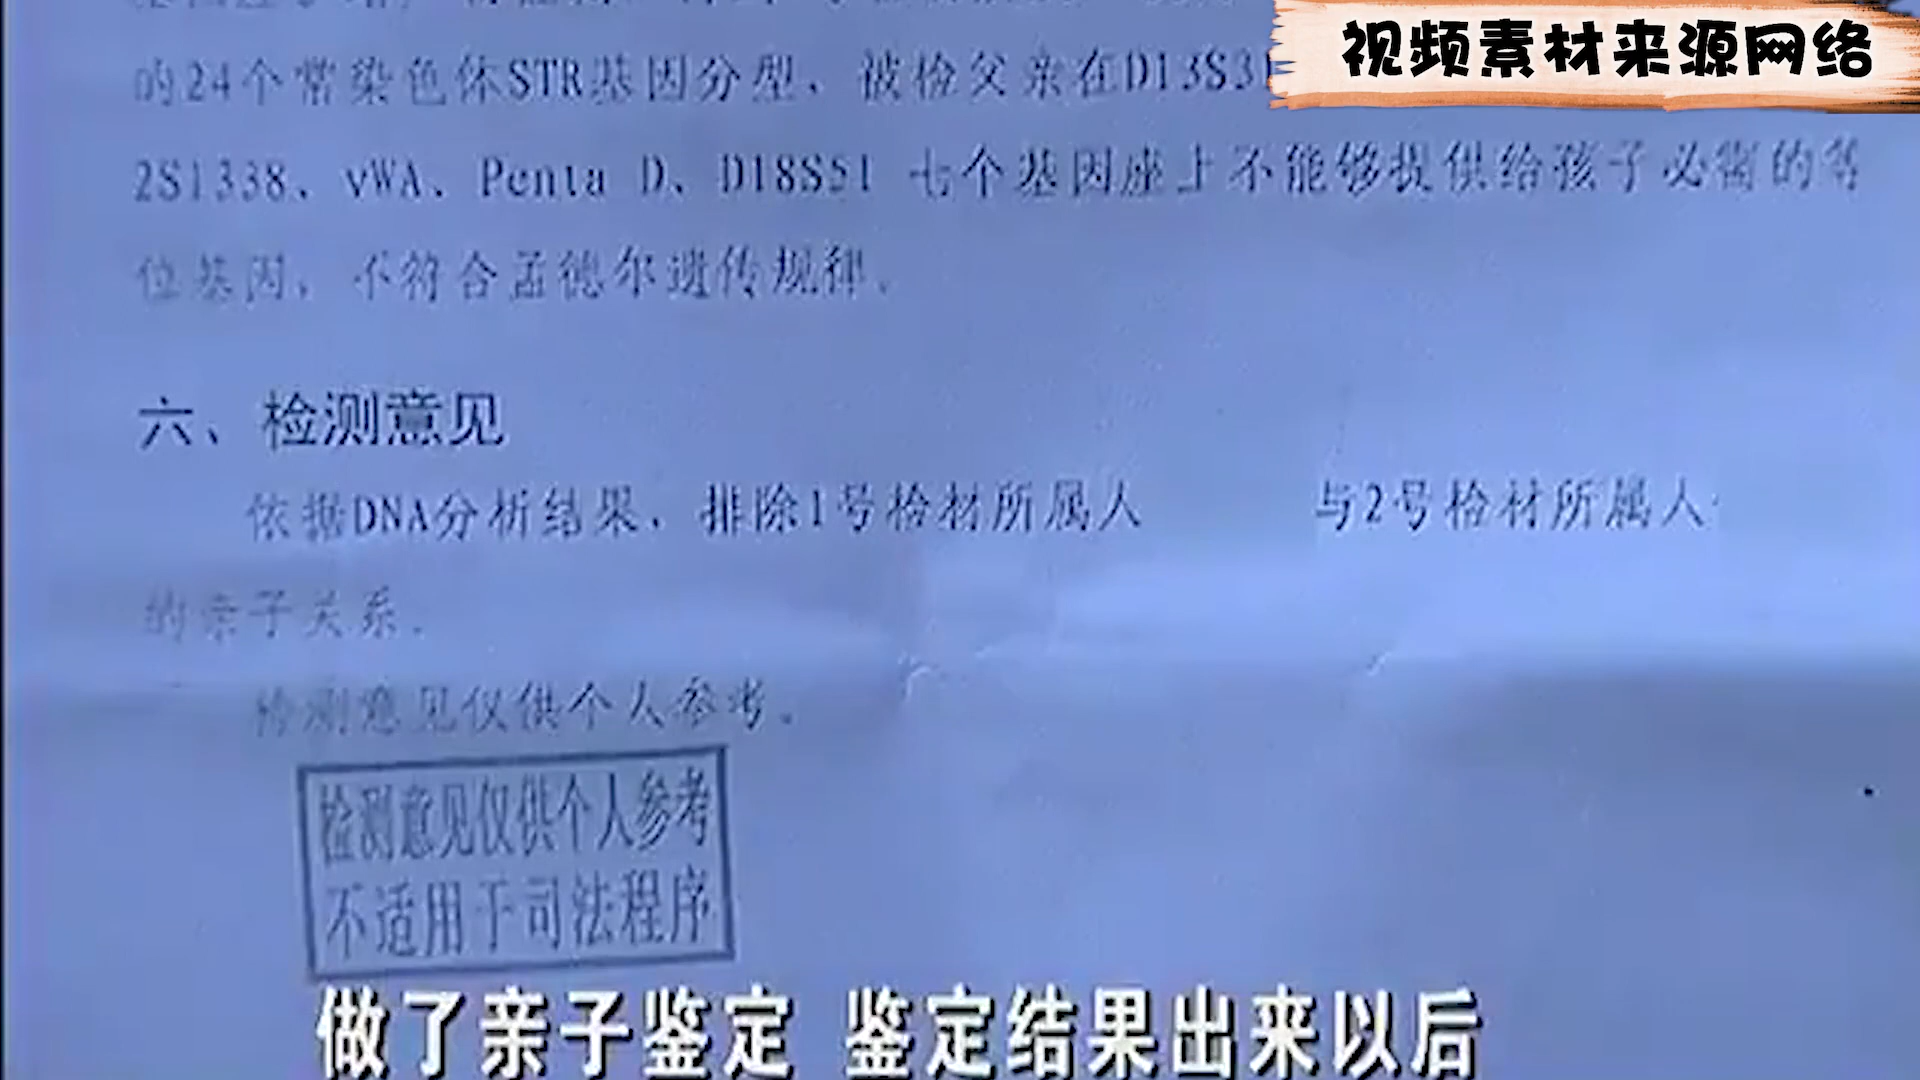 视频素材来源网络
的24个常染色体STR基因分型，被检父亲在D13S3
2S1338、vWA、Penta D、D18S51 七个基因座上不能够提供给孩子必需的等
位基因，不符合孟德尔遗传规律。
六、检测意见
依据DNA分析结果，排除1号检材所属人 与2号检材所属人
的亲子关系。
检测意见仅供个人参考。
检测意见仅供个人参考
不适用于司法程序
做了亲子鉴定 鉴定结果出来以后